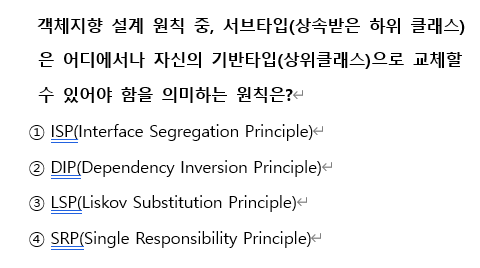 객체지향 설계 원칙 중, 서브타입(상속받은 하위 클래스)
은 어디에서나 자신의 기반타입(상위클래스)으로 교체할
수 있어야 함을 의미하는 원칙은?↵
① ISP(Interface Segregation Principle)↵
② DIP(Dependency Inversion Principle)↵
③ LSP(Liskov Substitution Principle)↵
④ SRP(Single Responsibility Principle)↵